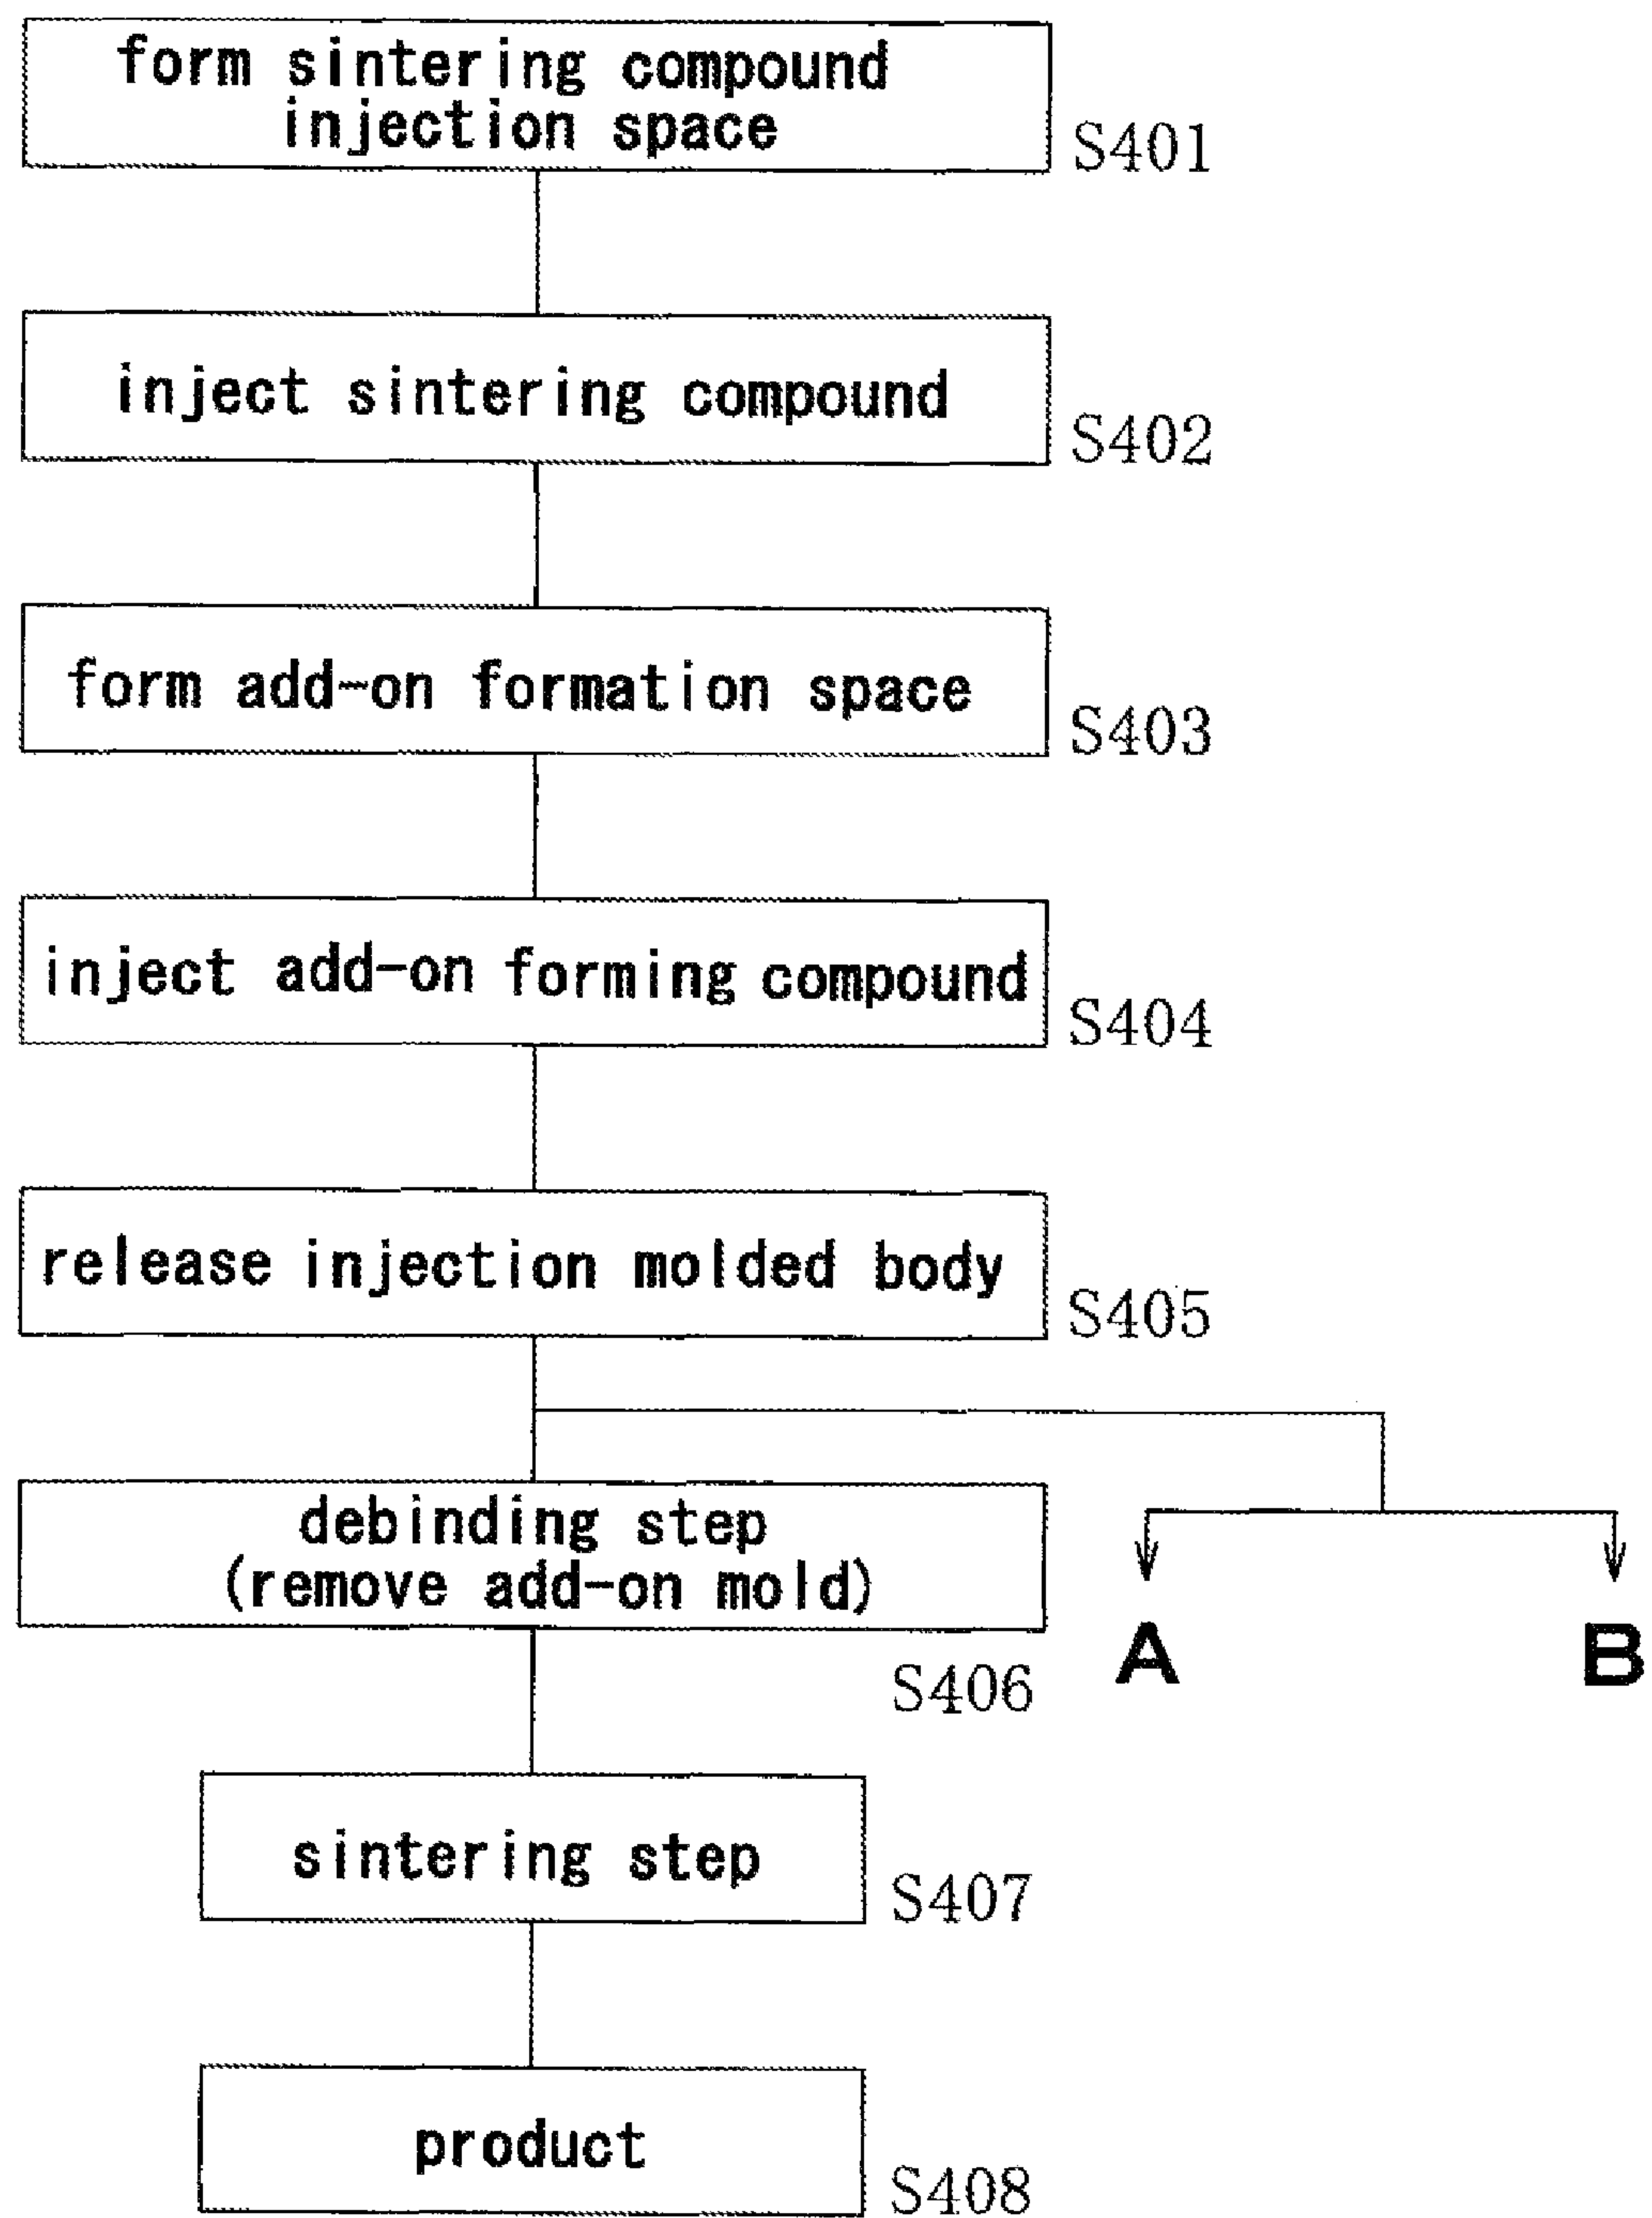 form sintering compound
injection space
S401
inject sintering compound
S402
form add-on formation space
S403
inject add-on forming compound
S404
release injection molded body
S405
debinding step
(remove add-on mold)
S406
A
B
sintering step
S407
product
S408